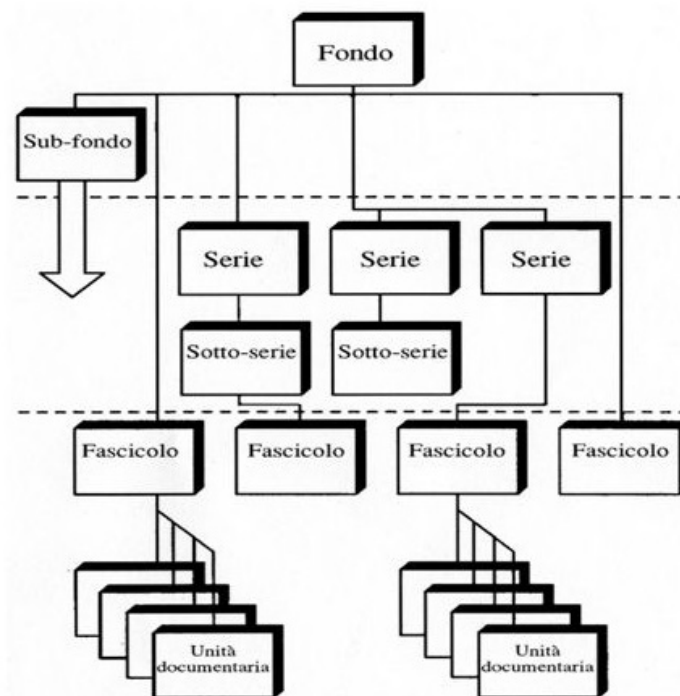 Fondo
Sub-fondo
Serie
Serie
Serie
Sotto-serie
Sotto-serie
Fascicolo
Fascicolo
Fascicolo
Fascicolo
Unità
documentaria
Unità
documentaria